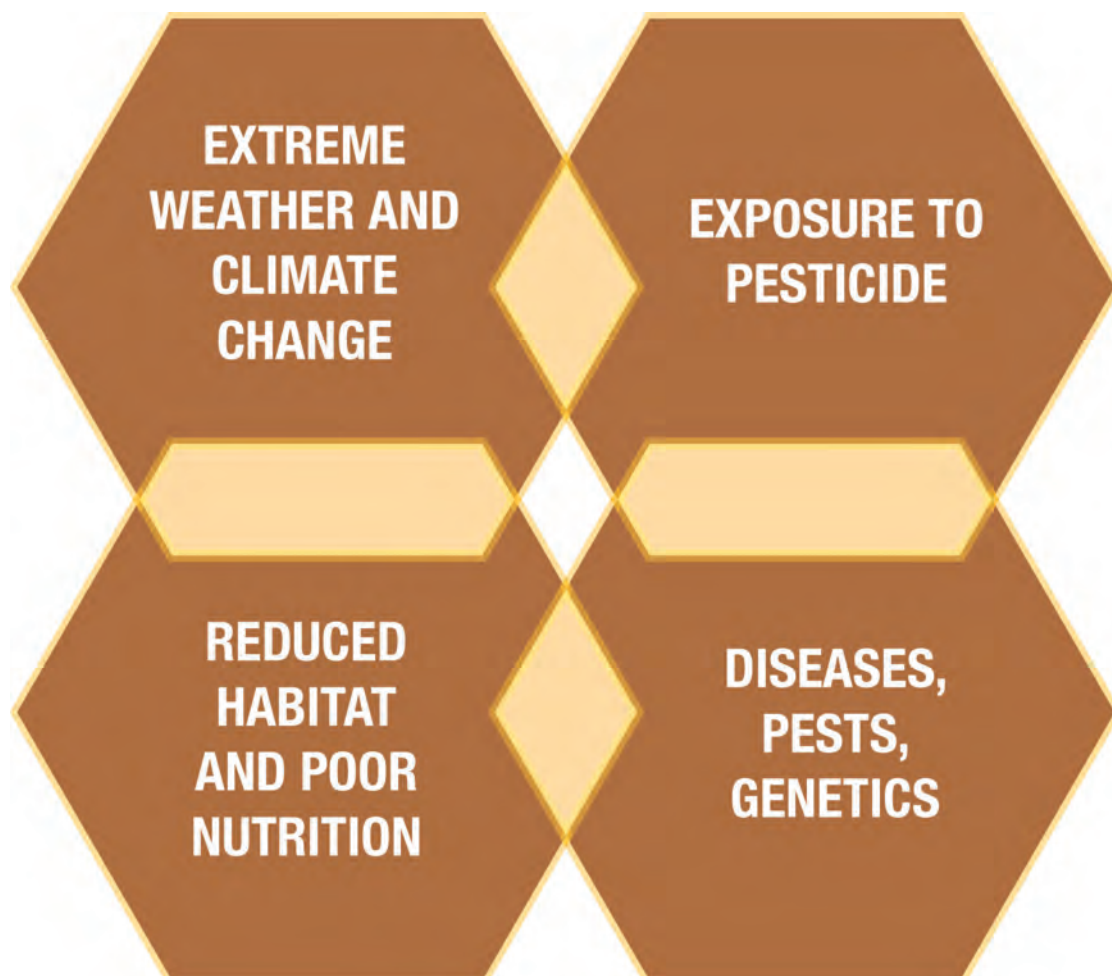 EXTREME
WEATHER AND
CLIMATE
CHANGE
EXPOSURE TO
PESTICIDE
REDUCED
HABITAT
AND POOR
NUTRITION
DISEASES,
PESTS,
GENETICS